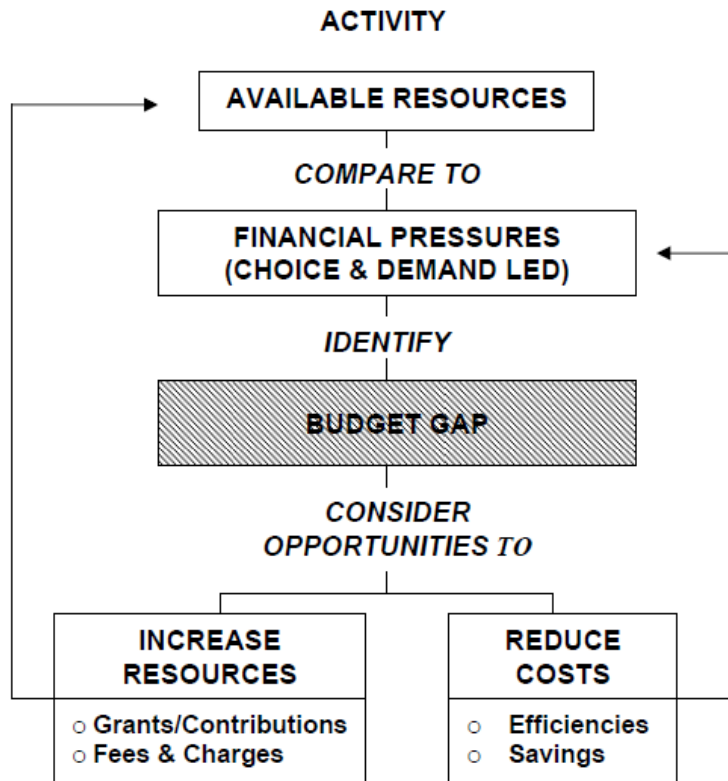 ACTIVITY
AVAILABLE RESOURCES
COMPARE TO
FINANCIAL PRESSURES
(CHOICE & DEMAND LED)
IDENTIFY
BUDGET GAP
CONSIDER
OPPORTUNITIES TO
INCREASE
RESOURCES
○ Grants/Contributions
○ Fees & Charges
REDUCE
COSTS
○ Efficiencies
○ Savings